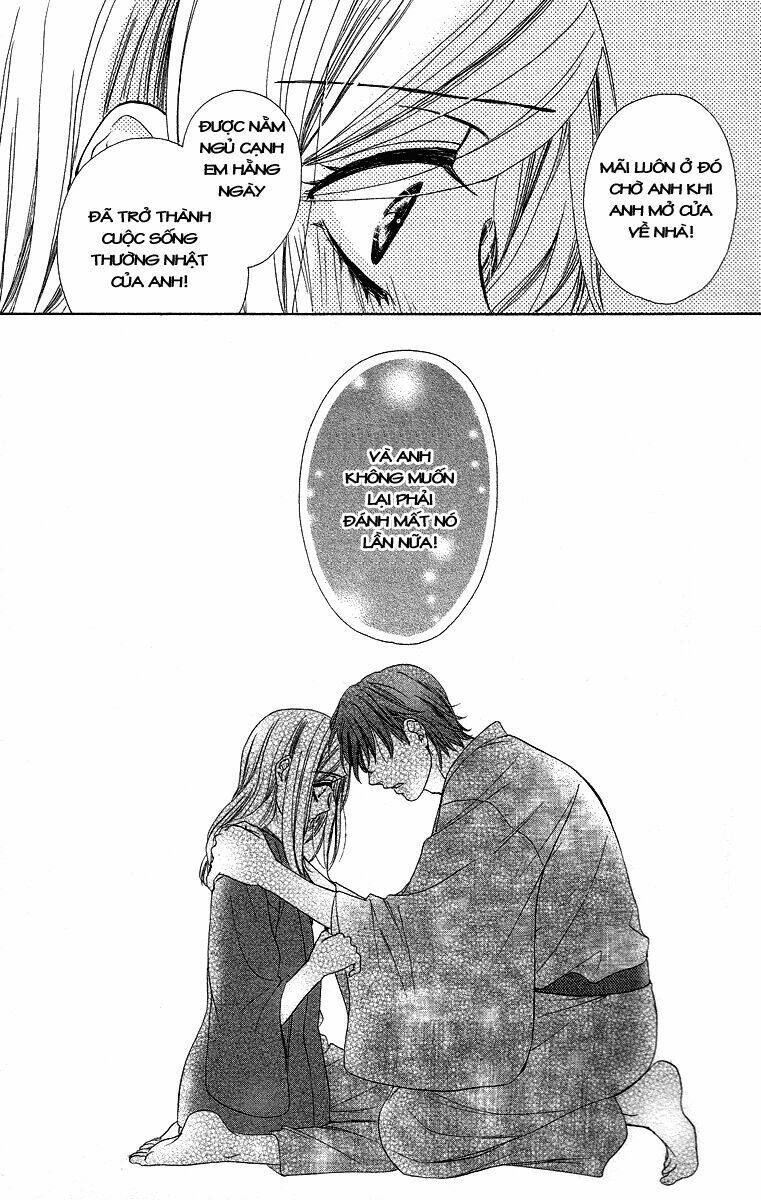 MÃI LUÔN Ở ĐÓ
CHỜ ANH KHI
ANH MỞ CỬA
VỀ NHÀ!
ĐƯỢC NẰM
NGỦ CẠNH
EM HẰNG
NGÀY
ĐÃ TRỞ THÀNH
CUỘC SỐNG
THƯỜNG NHẬT
CỦA ANH!
VÀ ANH
KHÔNG MUỐN
LẠI PHẢI
ĐÁNH MẤT NÓ
LẦN NỮA!